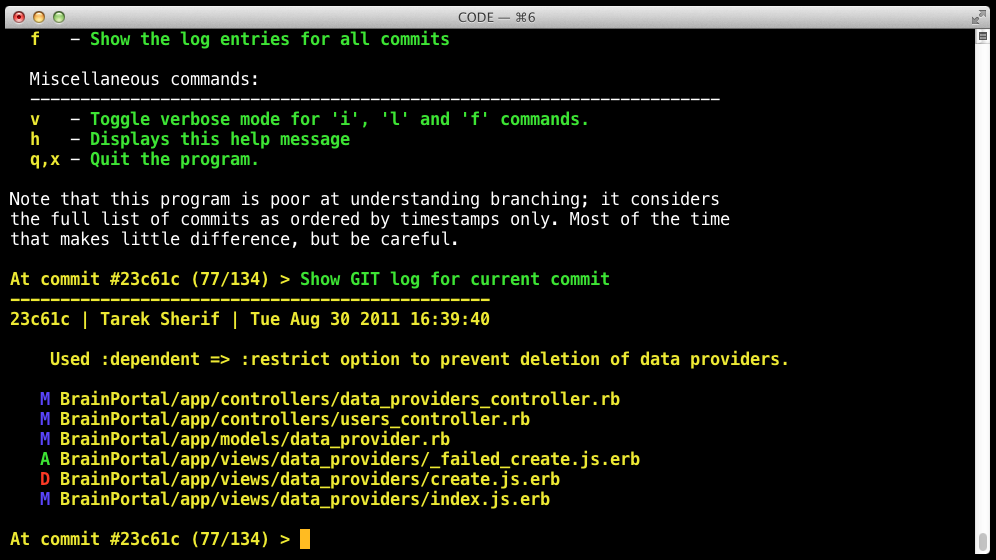 CODE — ⌘6
f – Show the log entries for all commits
Miscellaneous commands:
---------------------------------------------------------------------
v – Toggle verbose mode for 'i', 'l' and 'f' commands.
h – Displays this help message
q,x – Quit the program.
Note that this program is poor at understanding branching; it considers
the full list of commits as ordered by timestamps only. Most of the time
that makes little difference, but be careful.
At commit #23c61c (77/134) > Show GIT log for current commit
------------------------------------------------
23c61c | Tarek Sherif | Tue Aug 30 2011 16:39:40
Used :dependent => :restrict option to prevent deletion of data providers.
M BrainPortal/app/controllers/data_providers_controller.rb
M BrainPortal/app/controllers/users_controller.rb
M BrainPortal/app/models/data_provider.rb
A BrainPortal/app/views/data_providers/_failed_create.js.erb
D BrainPortal/app/views/data_providers/create.js.erb
M BrainPortal/app/views/data_providers/index.js.erb
At commit #23c61c (77/134) >